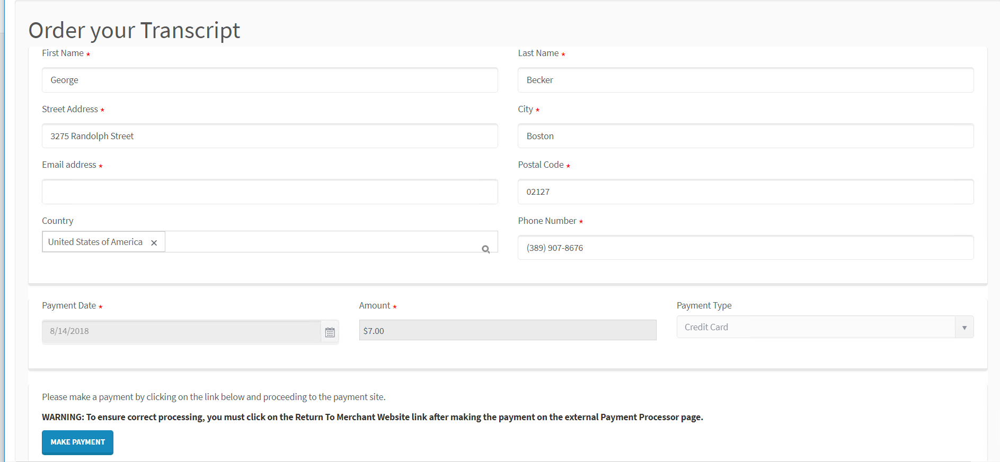 Order your Transcript
First Name *
Last Name *
George
Becker
Street Address *
City *
3275 Randolph Street
Boston
Email address *
Postal Code *
02127
Country
Phone Number *
United States of America ×
(389) 907-8676
Payment Date *
Amount *
Payment Type
8/14/2018
$7.00
Credit Card
Please make a payment by clicking on the link below and proceeding to the payment site.
WARNING: To ensure correct processing, you must click on the Return To Merchant Website link after making the payment on the external Payment Processor page.
MAKE PAYMENT